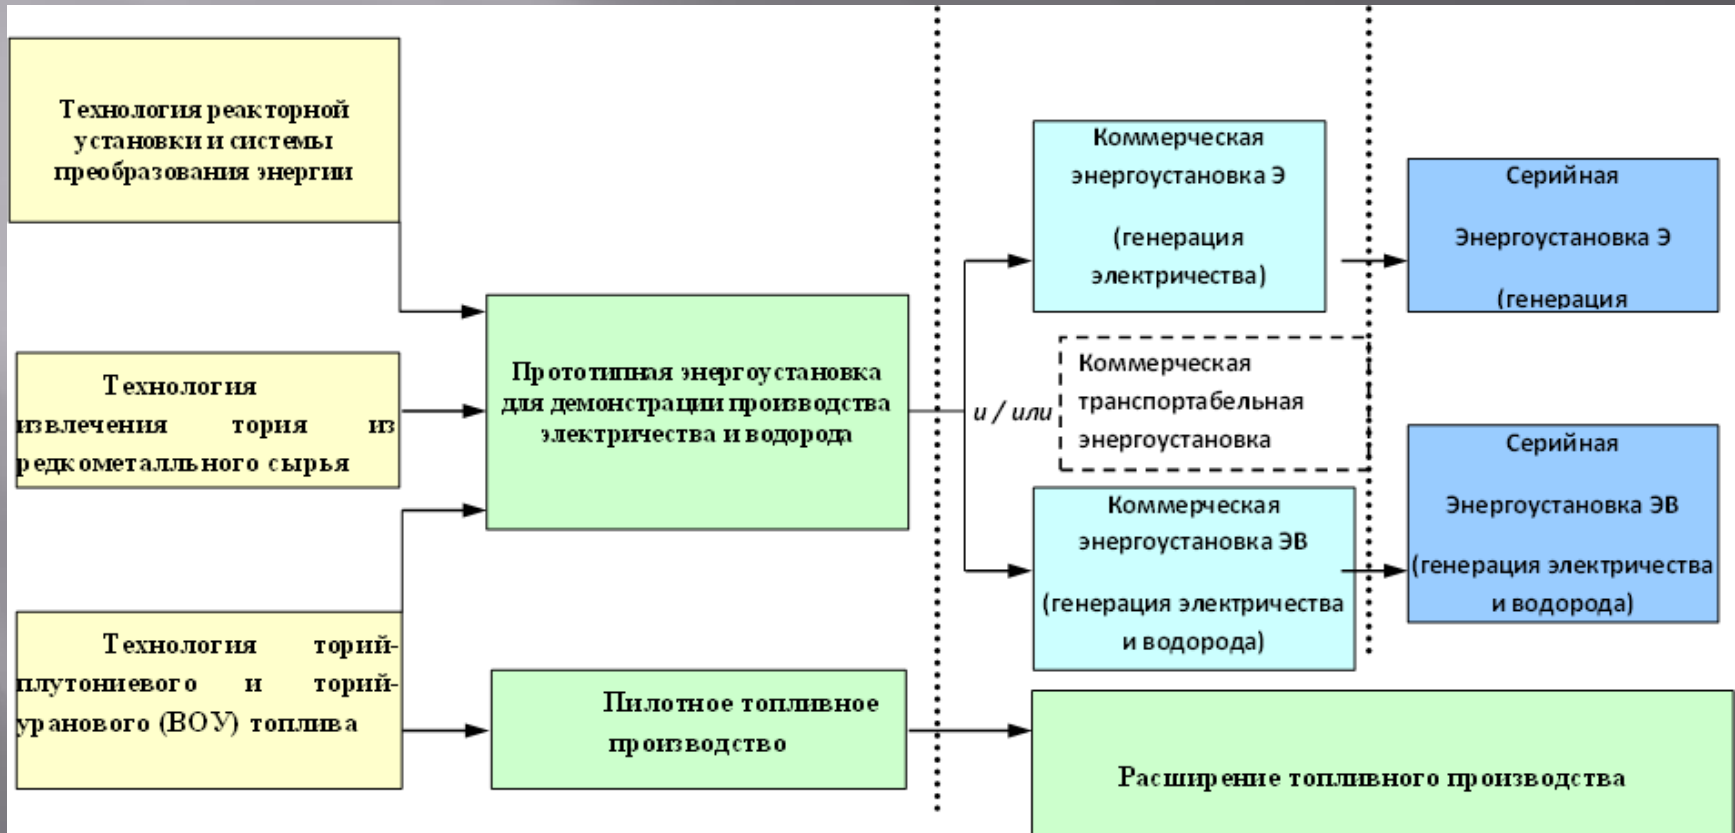 Технология реакторной
установки и системы
преобразования энергии
Технология
извлечения тория из
редкометалльного сырья
Технология торий-
плутониевого и торий-
уранового (ВОУ) топлива
Прототипная энергоустановка
для демонстрации производства
электричества и водорода
Пилотное топливное
производство
и / или
Коммерческая
энергоустановка Э
(генерация
электричества)
Коммерческая
транспортабельная
энергоустановка
Коммерческая
энергоустановка ЭВ
(генерация электричества
и водорода)
Серийная
Энергоустановка Э
(генерация
Серийная
Энергоустановка ЭВ
(генерация электричества
и водорода)
Расширение топливного производства